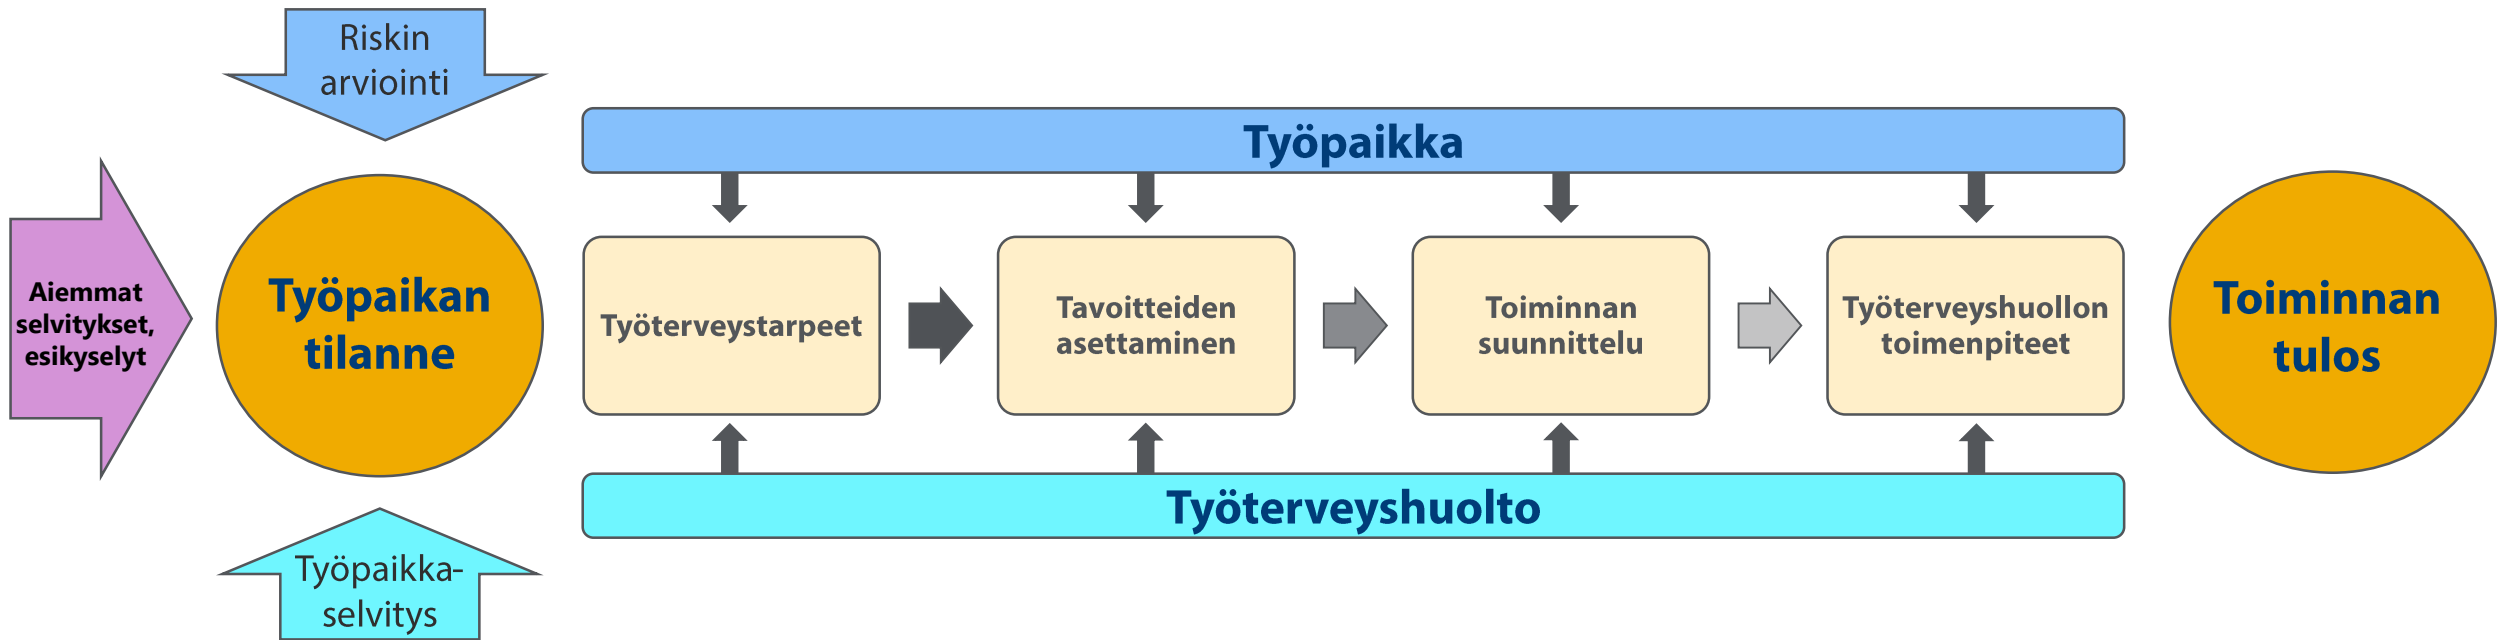 Riskin
arviointi
Aiemmat
selvitykset,
esikyselyt
Työpaikan
tilanne
Työpaikka-
selvitys
Työpaikka
Työterveystarpeet
Tavoitteiden
asettaminen
Toiminnan
suunnittelu
Työterveyshuollon
toimenpiteet
Työterveyshuolto
Toiminnan
tulos